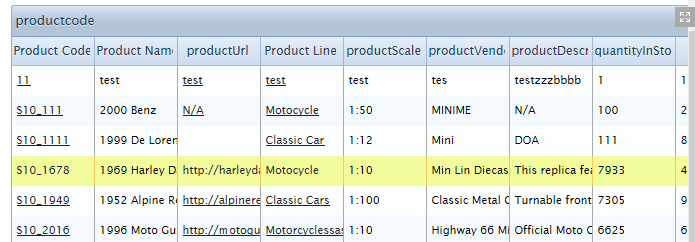 productcode
Product Code Product Name productUrl Product Line productScale productVende productDescr quantityInSto
11 test test test test tes testzzzbbbb 1 1
S10_111 2000 Benz N/A Motocycle 1:50 MINIME N/A 100 2
S10_1111 1999 De Loren Classic Car 1:12 Mini DOA 111 8
S10_1678 1969 Harley D http://harleyda Motocycle 1:10 Min Lin Diecas This replica fea 7933 4
S10_1949 1952 Alpine Re http://alpinere Classic Cars 1:100 Classic Metal C Turnable front 7305 9
S10_2016 1996 Moto Gu http://motogu Motorcyclessas 1:10 Highway 66 Mi Official Moto G 6625 6